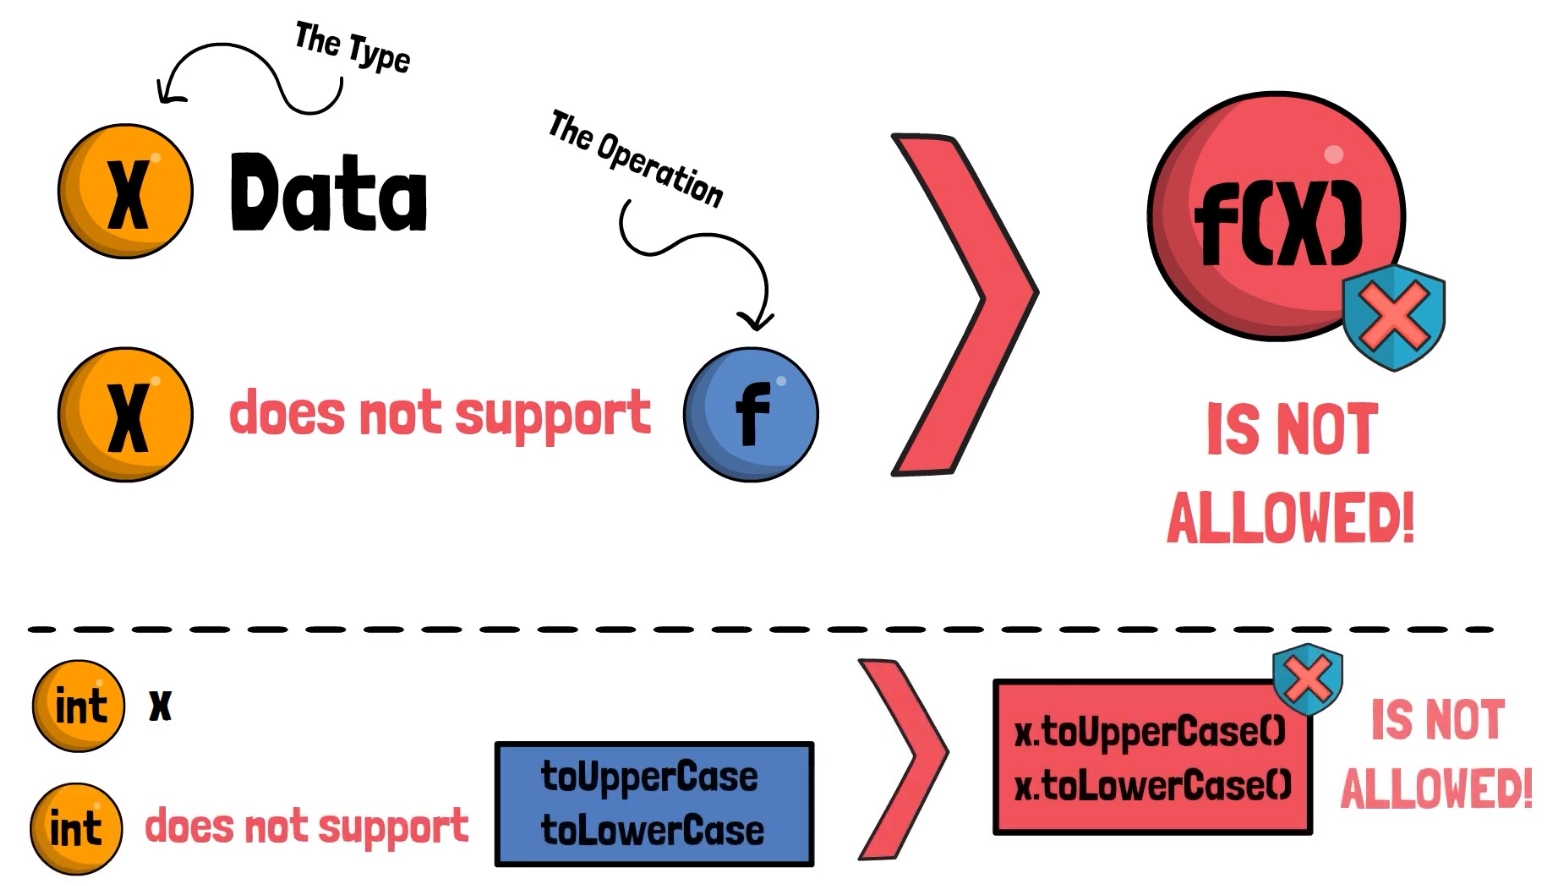 The Type
X Data
The Operation
X does not support f
f(X)
IS NOT
ALLOWED!
int x
int does not support
toUpperCase
toLowerCase
x.toUpperCase()
x.toLowerCase()
IS NOT
ALLOWED!